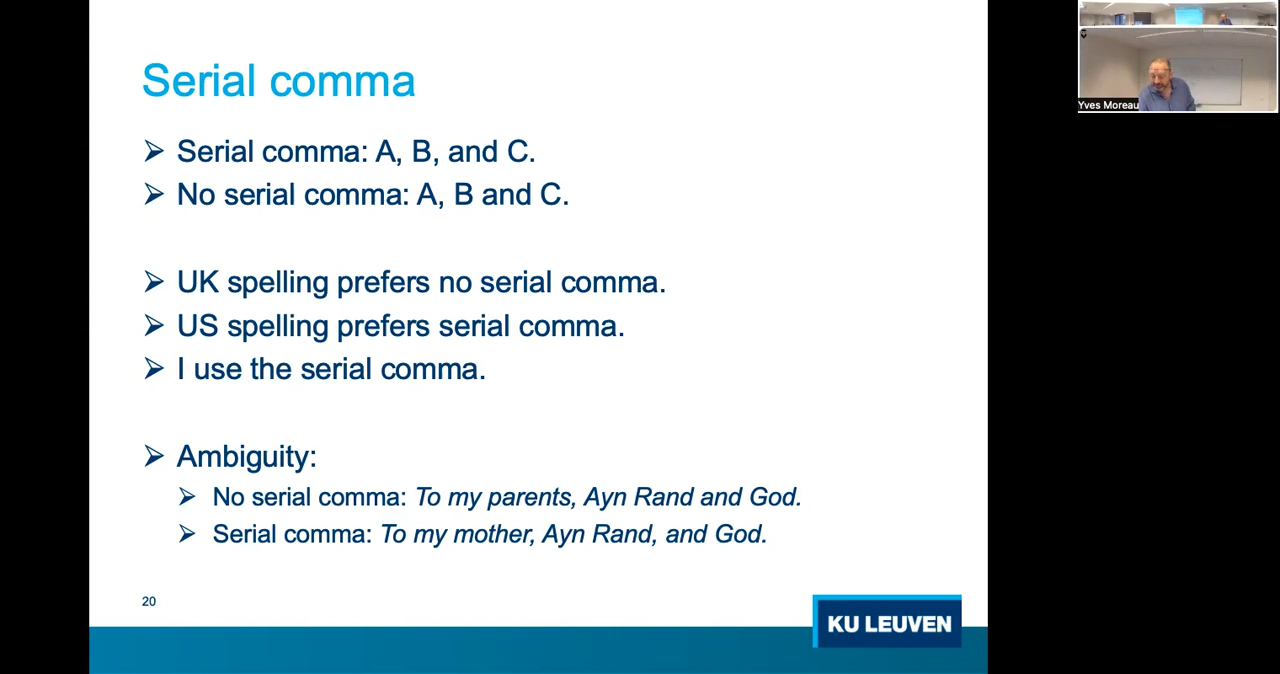 Serial comma
➢ Serial comma: A, B, and C.
➢ No serial comma: A, B and C.
➢ UK spelling prefers no serial comma.
➢ US spelling prefers serial comma.
➢ I use the serial comma.
➢ Ambiguity:
➢ No serial comma: To my parents, Ayn Rand and God.
➢ Serial comma: To my mother, Ayn Rand, and God.
20
KU LEUVEN
Yves Moreau